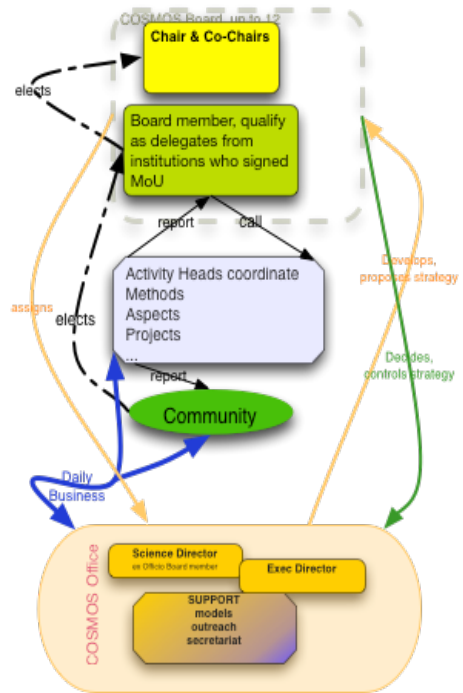 COSMOS Board, up to 12
Chair & Co-Chairs
elects
Board member, qualify
as delegates from
institutions who signed
MoU
report
call
Activity Heads coordinate
Methods
Aspects
Projects
...
Develops,
proposes strategy
assigns
elects
Decides,
controls strategy
report
Community
Daily
Business
COSMOS Office
Science Director
ex Officio Board member
Exec Director
SUPPORT
models
outreach
secretariat